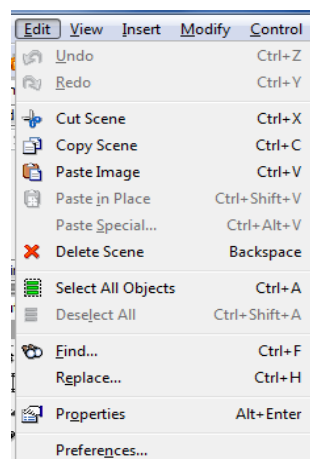 Edit View Insert Modify Control
Undo Ctrl+Z
Redo Ctrl+Y
Cut Scene Ctrl+X
Copy Scene Ctrl+C
Paste Image Ctrl+V
Paste in Place Ctrl+Shift+V
Paste Special... Ctrl+Alt+V
Delete Scene Backspace
Select All Objects Ctrl+A
Deselect All Ctrl+Shift+A
Find... Ctrl+F
Replace... Ctrl+H
Properties Alt+Enter
Preferences...